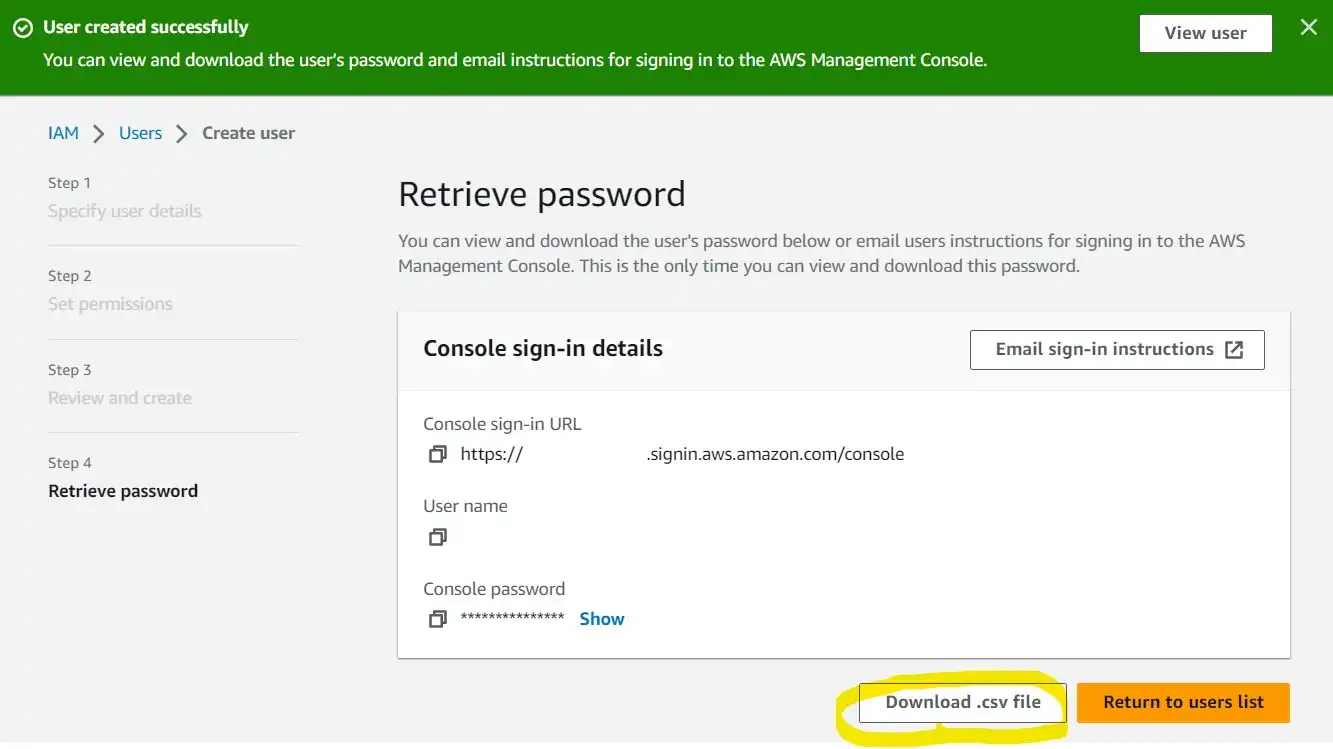 User created successfully
View user
You can view and download the user's password and email instructions for signing in to the AWS Management Console.
IAM > Users > Create user
Step 1
Specify user details
Step 2
Set permissions
Step 3
Review and create
Step 4
Retrieve password
Retrieve password
You can view and download the user's password below or email users instructions for signing in to the AWS
Management Console. This is the only time you can view and download this password.
Console sign-in details
Email sign-in instructions
Console sign-in URL
https:// .signin.aws.amazon.com/console
User name
Console password
*************** Show
Download .csv file
Return to users list